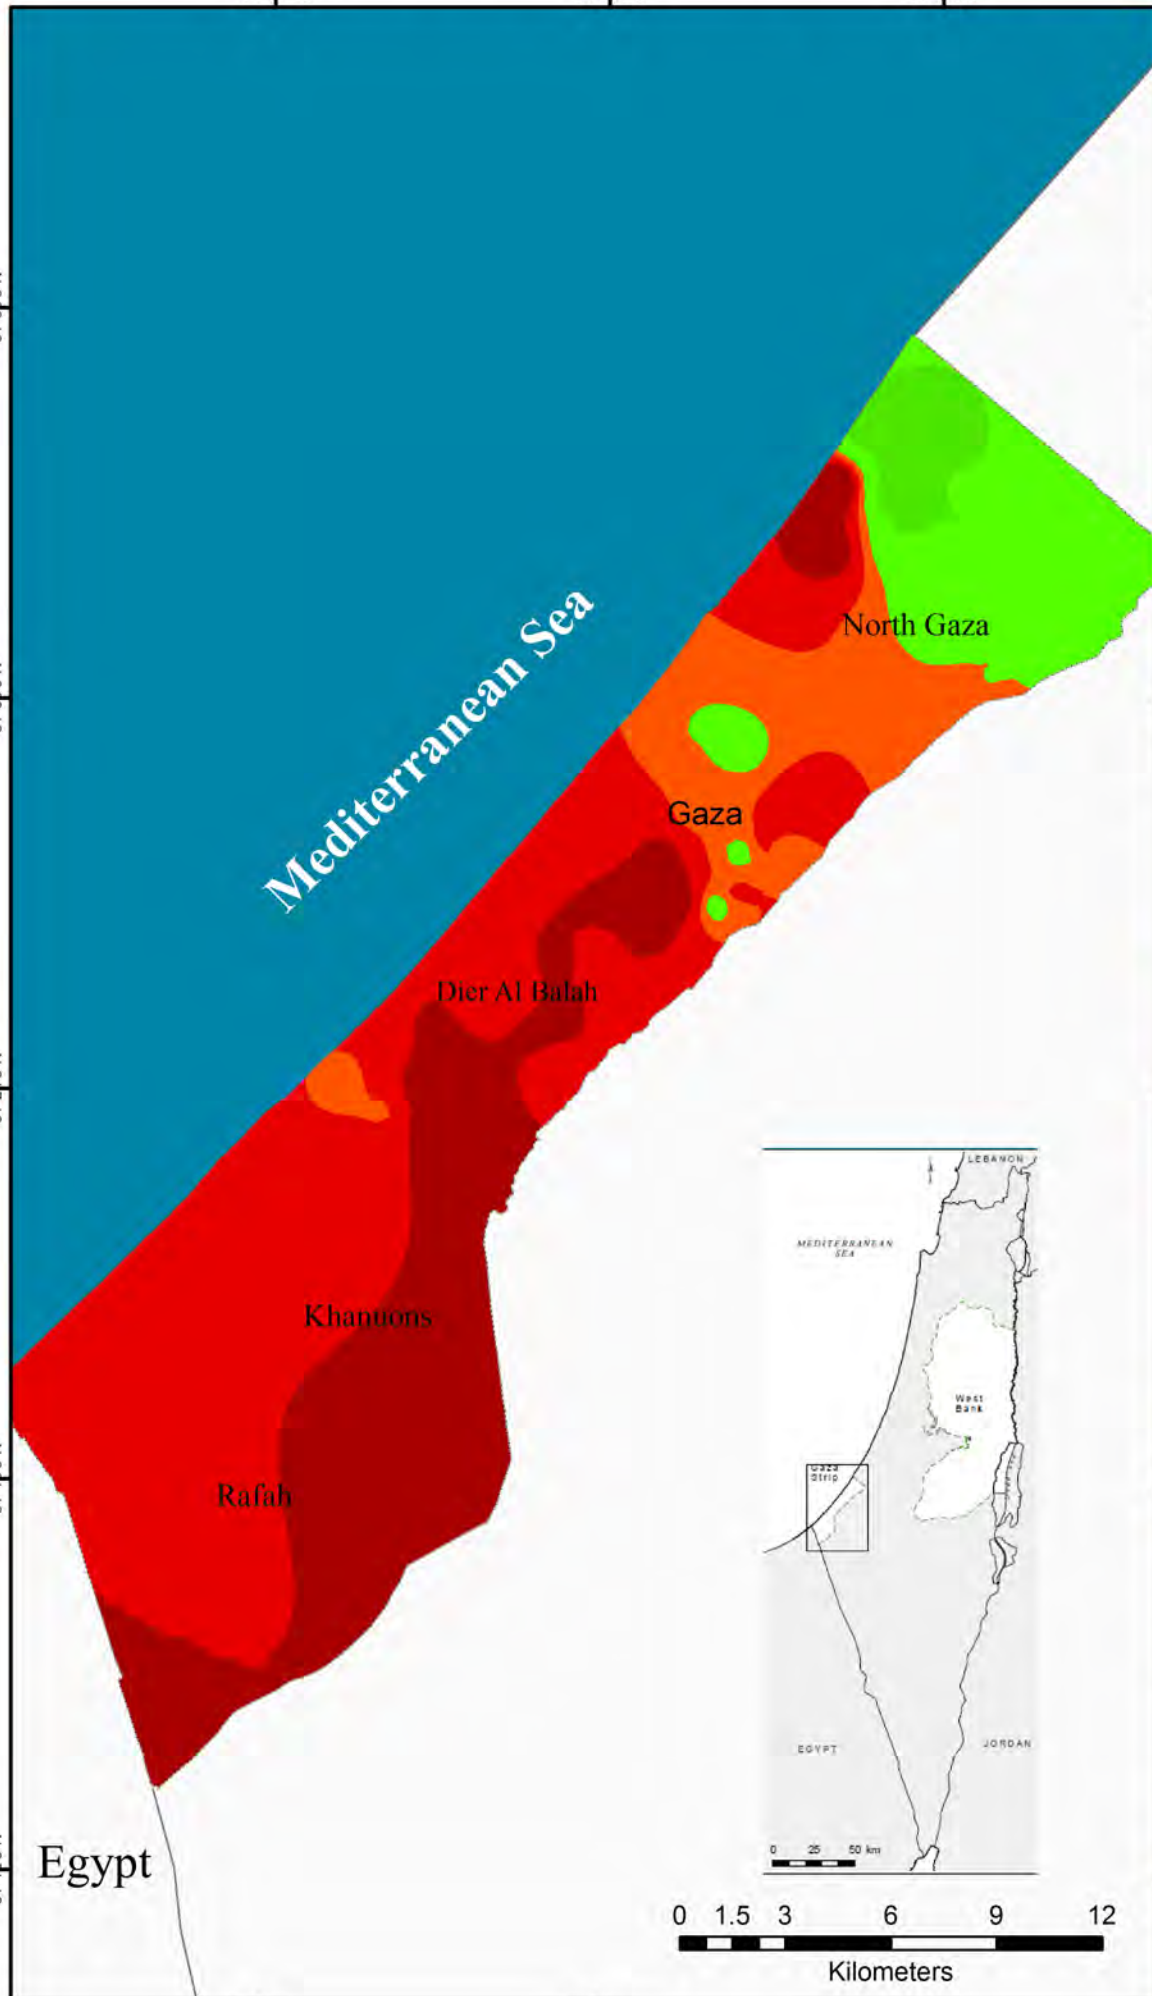 North Gaza
Mediterranean Sea
Gaza
Dier Al Balah
Khanuons
Rafah
Egypt
LEBANON
MEDITERRANEAN
SEA
West
Bank
Gaza
Strip
EGYPT
JORDAN
0 25 50 km
0 1.5 3 6 9 12
Kilometers